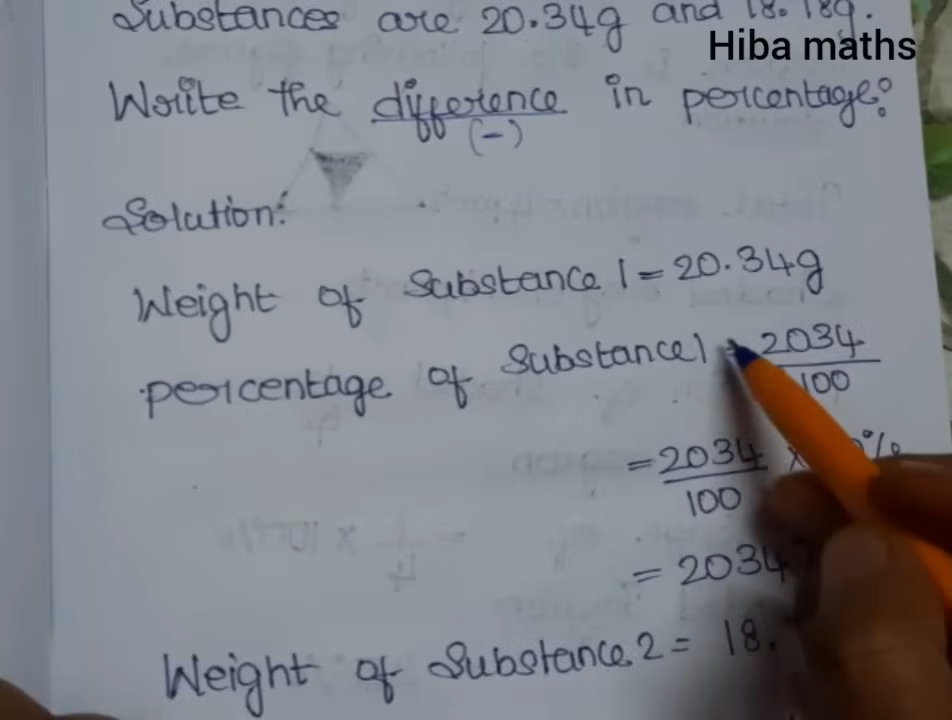 Substances are 20.34g and 18.18g.
Hiba maths
Write the difference in percentage:
(-)
Solution:
Weight of Substance 1 = 20.34g
percentage of Substance 1 = 2034
100
= 2034 × %
100
= 2034
Weight of Substance 2 = 18.